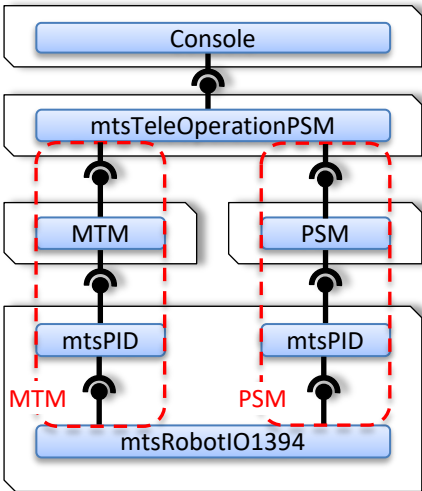 Console
mtsTeleOperationPSM
MTM
PSM
mtsPID
mtsPID
MTM
PSM
mtsRobotIO1394